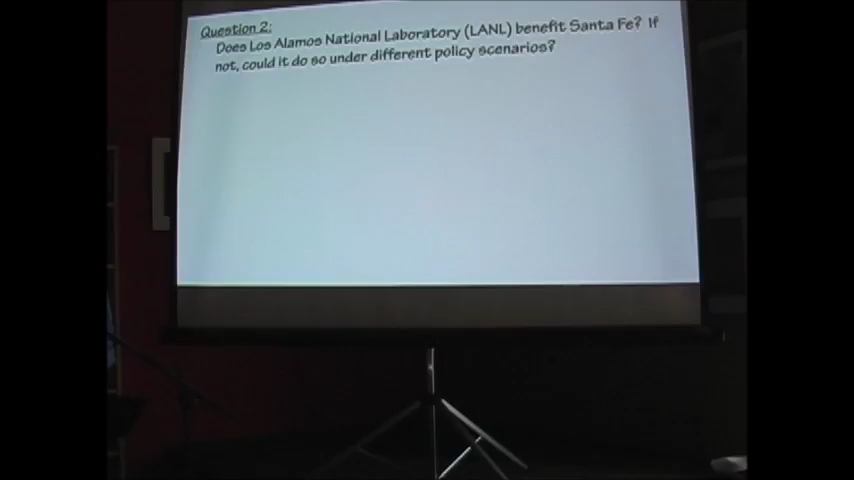 Question 2:
Does Los Alamos National Laboratory (LANL) benefit Santa Fe? If
not, could it do so under different policy scenarios?